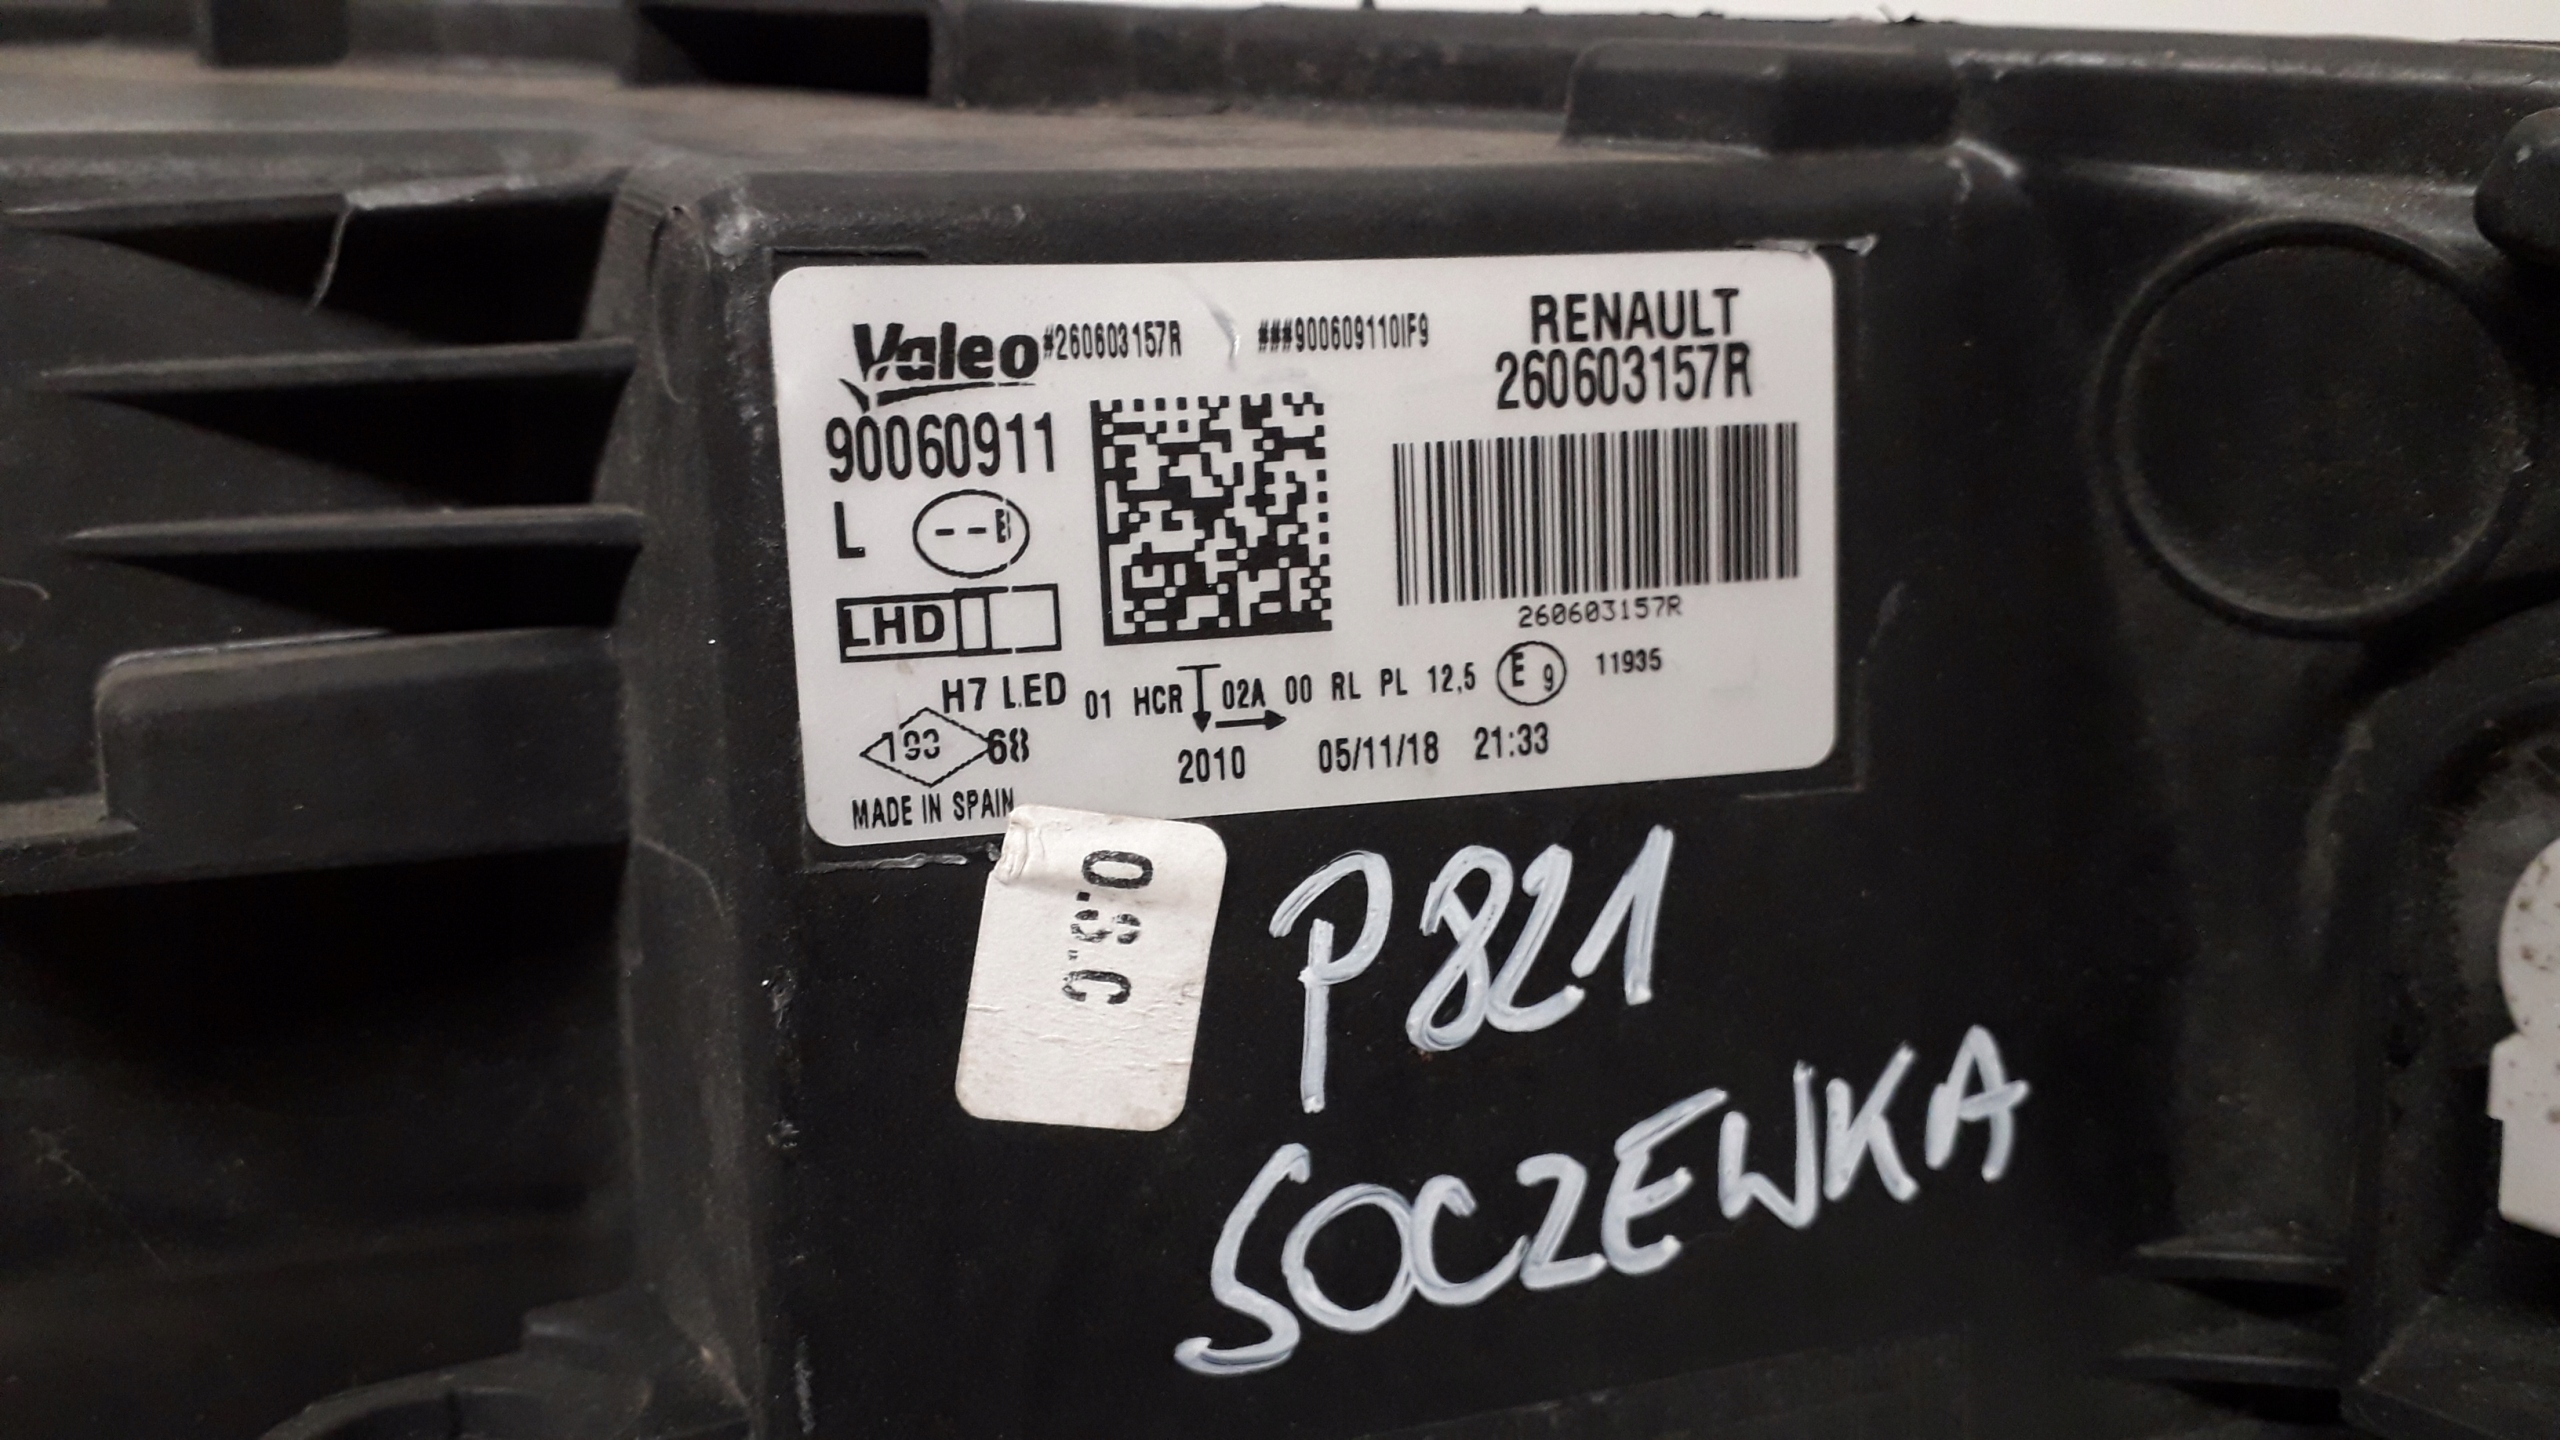 Valeo #260603157R ###900609110IF9 RENAULT
260603157R
90060911
L
LHD
260603157R
H7 LED 01 HCR 02A 00 RL PL 12,5 E 9 11935
68 2010 05/11/18 21:33
MADE IN SPAIN
O.S.C
P821
SOCZEWKA